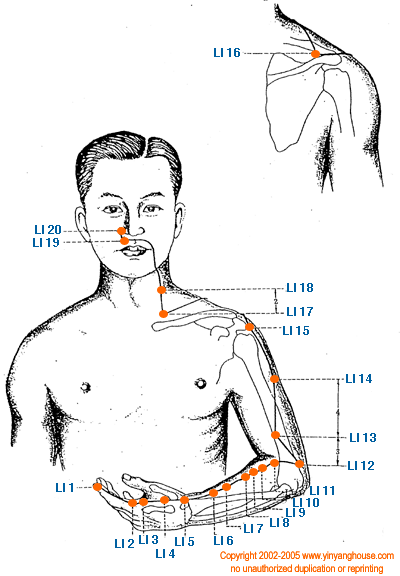 LI 16
LI 20
LI 19
LI 18
LI 17
LI 15
LI 14
LI 13
LI 12
LI 1
LI 11
LI 10
LI 9
LI 8
LI 7
LI 6
LI 5
LI 4
LI 3
LI 2
Copyright 2002-2005 www.yinyanghouse.com
no unauthorized duplication or reprinting